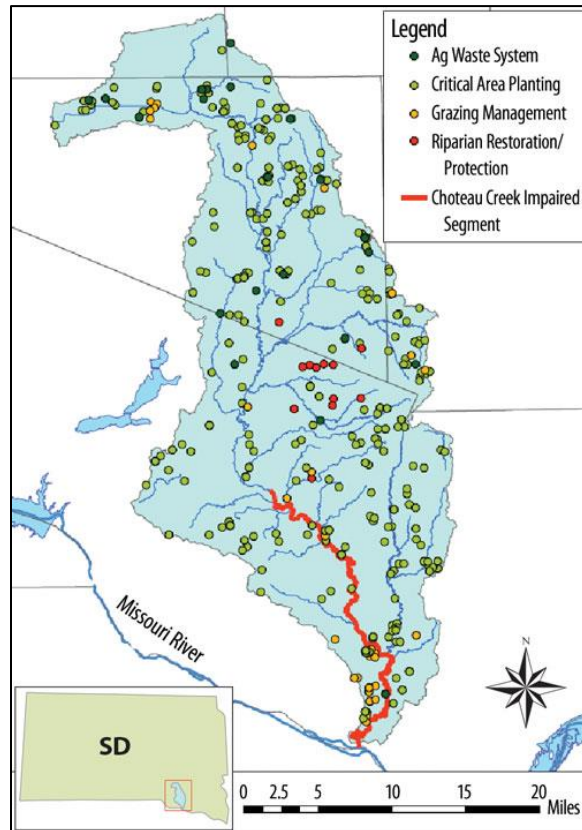 Legend
Ag Waste System
Critical Area Planting
Grazing Management
Riparian Restoration/
Protection
Choteau Creek Impaired
Segment
Missouri River
N
SD
0 2.5 5 10 15 20
Miles